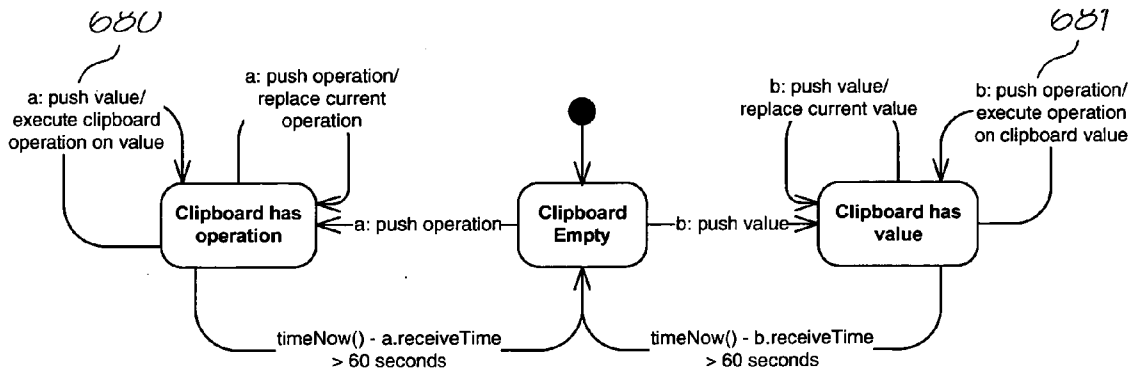 680
681
a: push value/
execute clipboard
operation on value
a: push operation/
replace current
operation
b: push value/
replace current value
b: push operation/
execute operation
on clipboard value
Clipboard has
operation
a: push operation
Clipboard
Empty
b: push value
Clipboard has
value
timeNow() - a.receiveTime
> 60 seconds
timeNow() - b.receiveTime
> 60 seconds